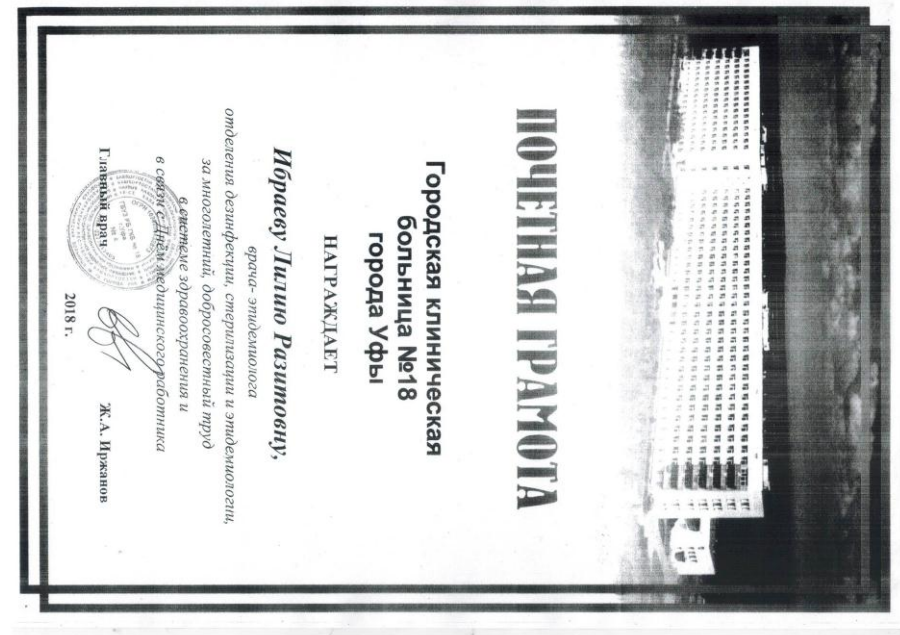 ПОЧЕТНАЯ ГРАМОТА
Городская клиническая
больница №18
города Уфы
НАГРАЖДАЕТ
Ибраеву Лилию Разитовну,
врача- эпидемиолога
отделения дезинфекции, стерилизации и эпидемиологии,
за многолетний, добросовестный труд
в системе здравоохранения и
в связи с Днём медицинского работника
Главный врач Ж.А. Иржанов
2018 г.